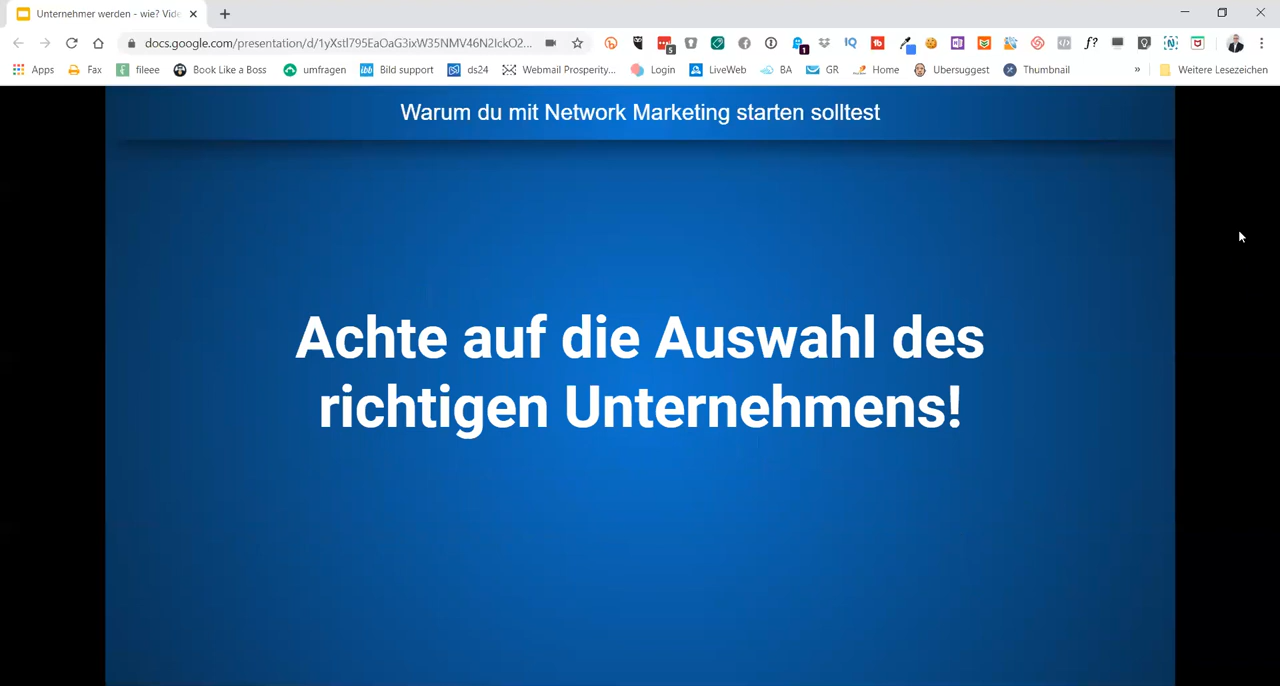 Unternehmer werden - wie? Vide
docs.google.com/presentation/d/1yXstl795EaOaG3ixW35NMV46N2IckO2...
Apps Fax fileee Book Like a Boss umfragen Bild support ds24 Webmail Prosperity... Login LiveWeb BA GR Home Ubersuggest Thumbnail » Weitere Lesezeichen
Warum du mit Network Marketing starten solltest
Achte auf die Auswahl des
richtigen Unternehmens!